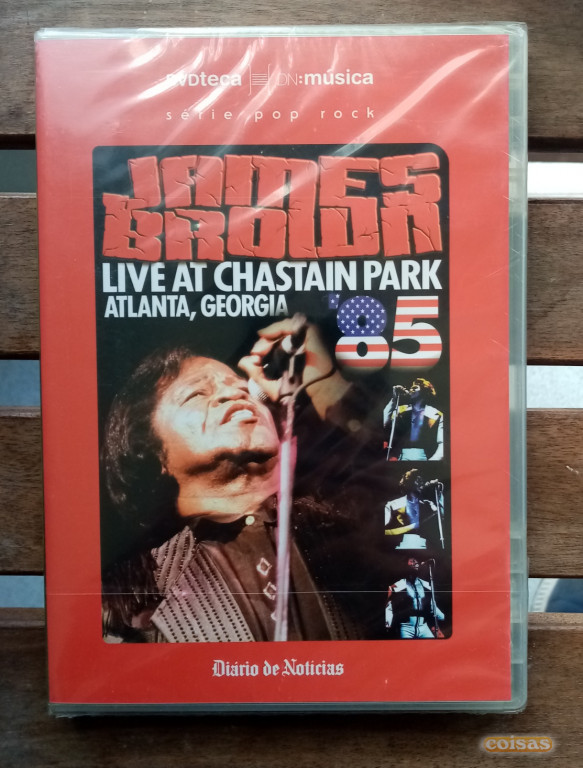 DVDteca DN:música
série pop rock
JAMES
BROWN
LIVE AT CHASTAIN PARK
ATLANTA, GEORGIA '85
Diário de Notícias
coisas